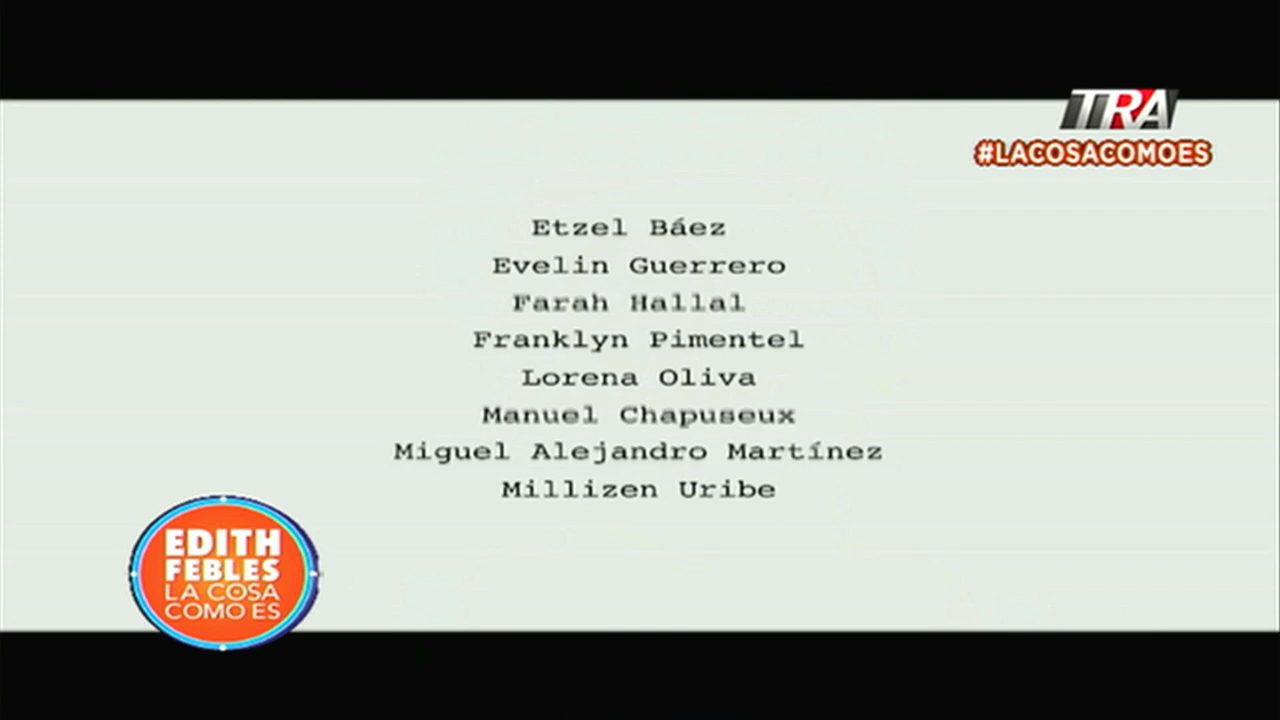 TRA
#LACOSACOMOES
Etzel Báez
Evelin Guerrero
Farah Hallal
Franklyn Pimentel
Lorena Oliva
Manuel Chapuseux
Miguel Alejandro Martínez
Millizen Uribe
EDITH
FEBLES
LA COSA
COMO ES